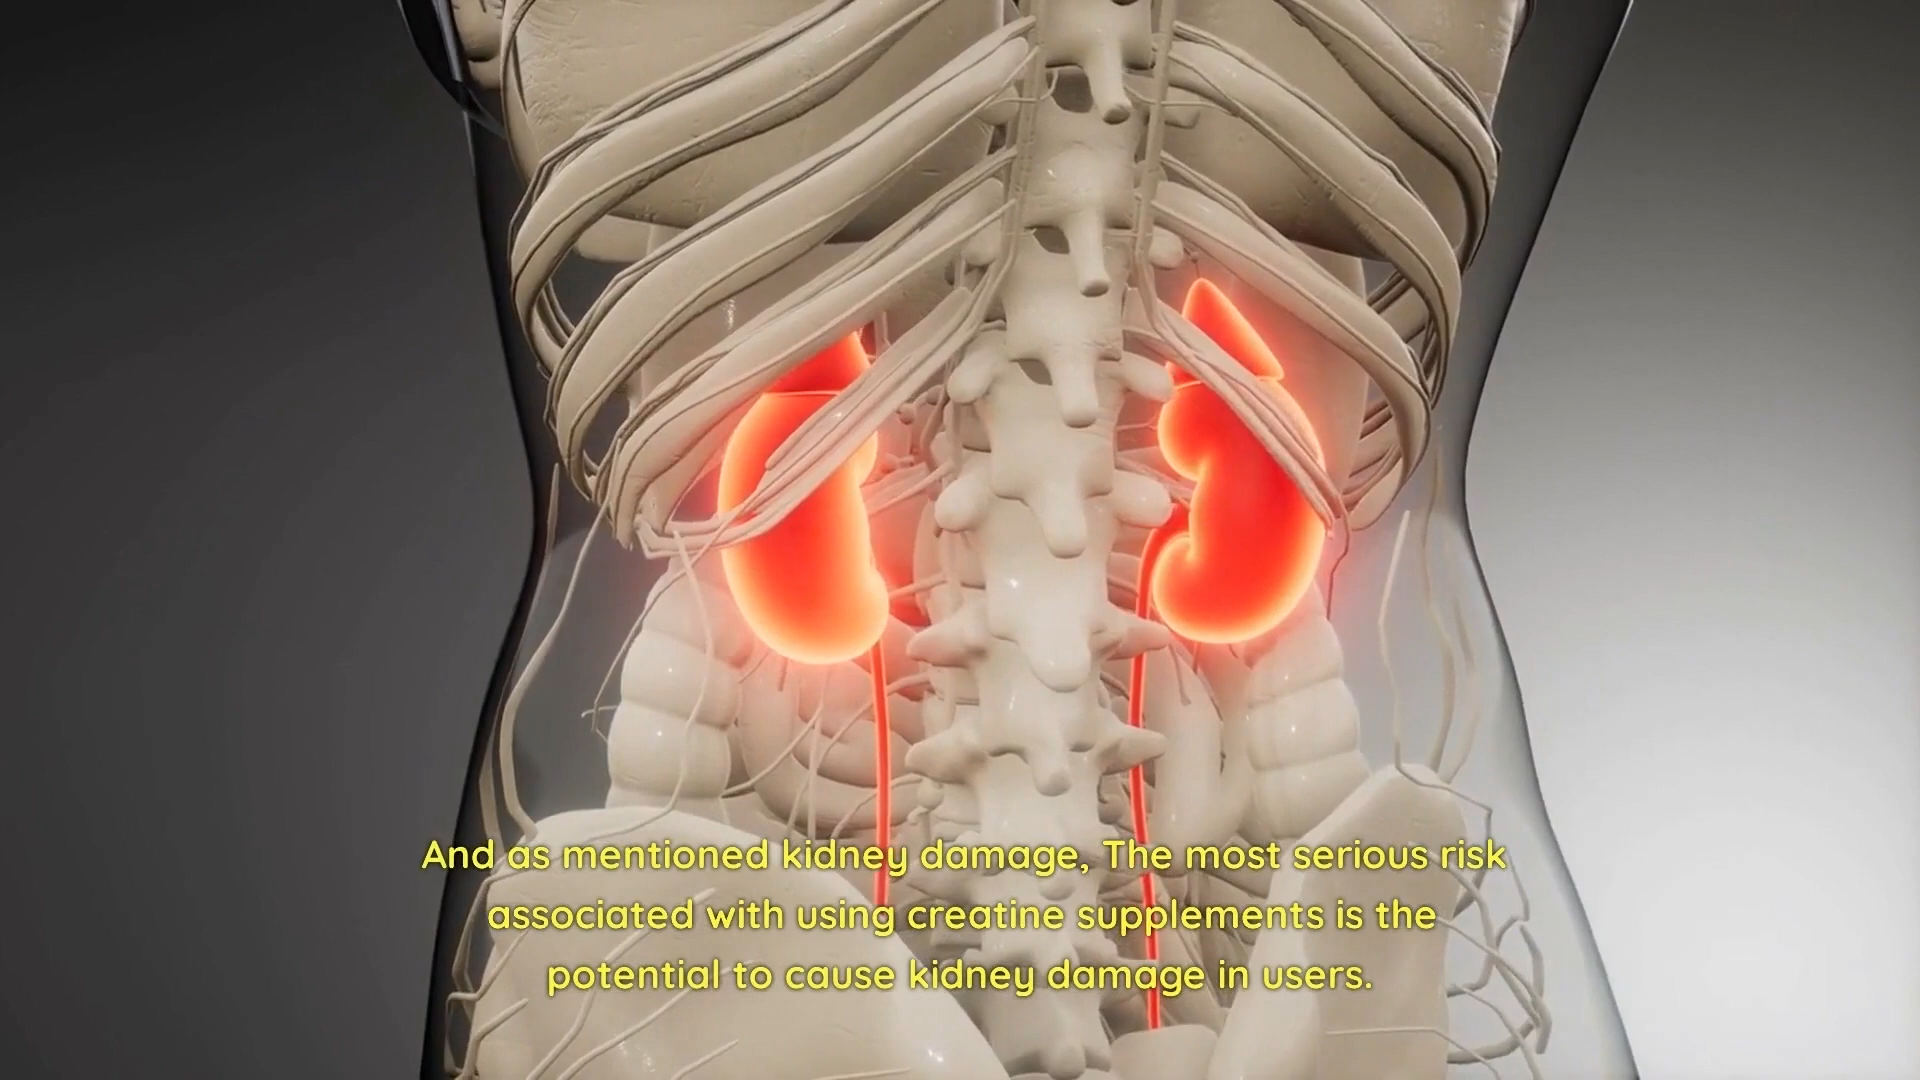 And as mentioned kidney damage, The most serious risk
associated with using creatine supplements is the
potential to cause kidney damage in users.